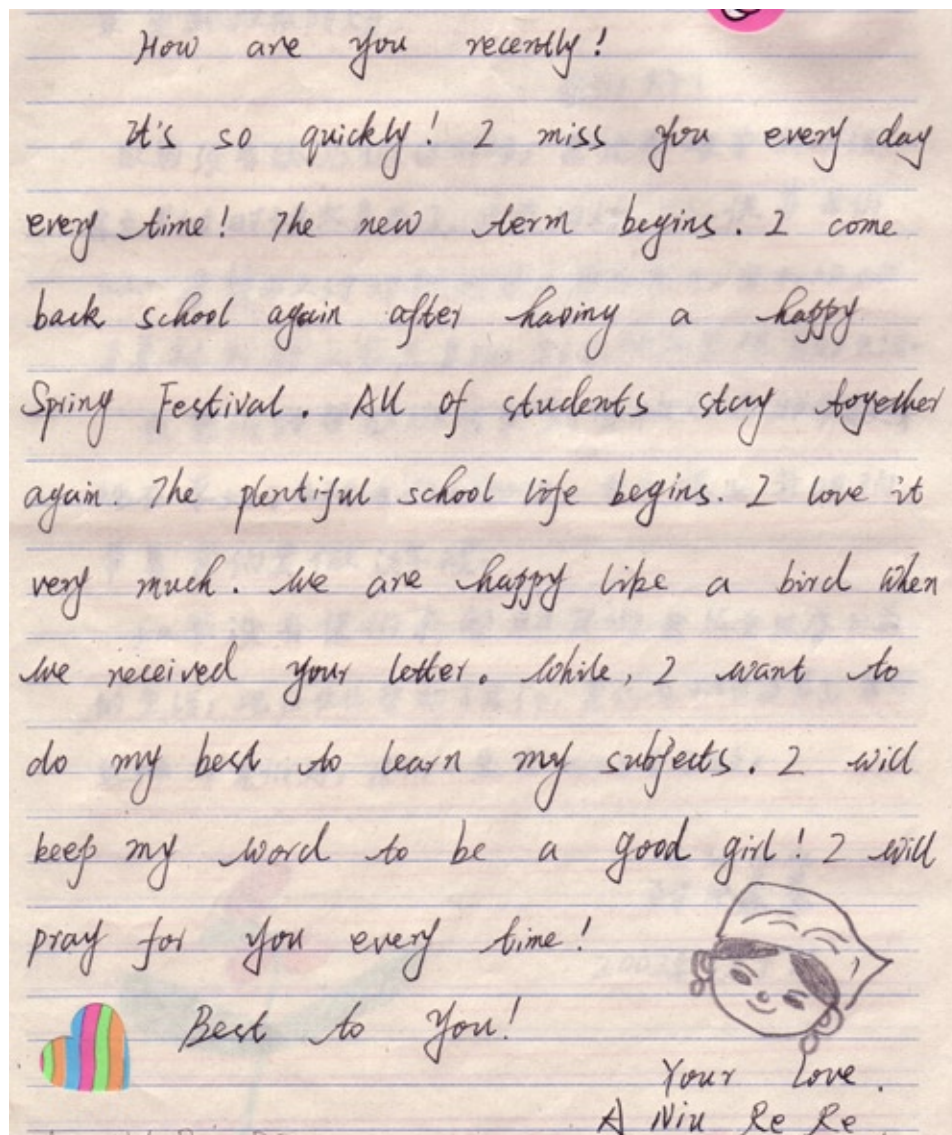 How are you recently!
It's so quickly! I miss you every day
every time! The new term begins. I come
back school again after having a happy
Spring Festival. All of students stay together
again. The plentiful school life begins. I love it
very much. We are happy like a bird when
we received your letter. While, I want to
do my best to learn my subjects. I will
keep my word to be a good girl! I will
pray for you every time!
Best to You!
Your Love.
A Niu Re Re